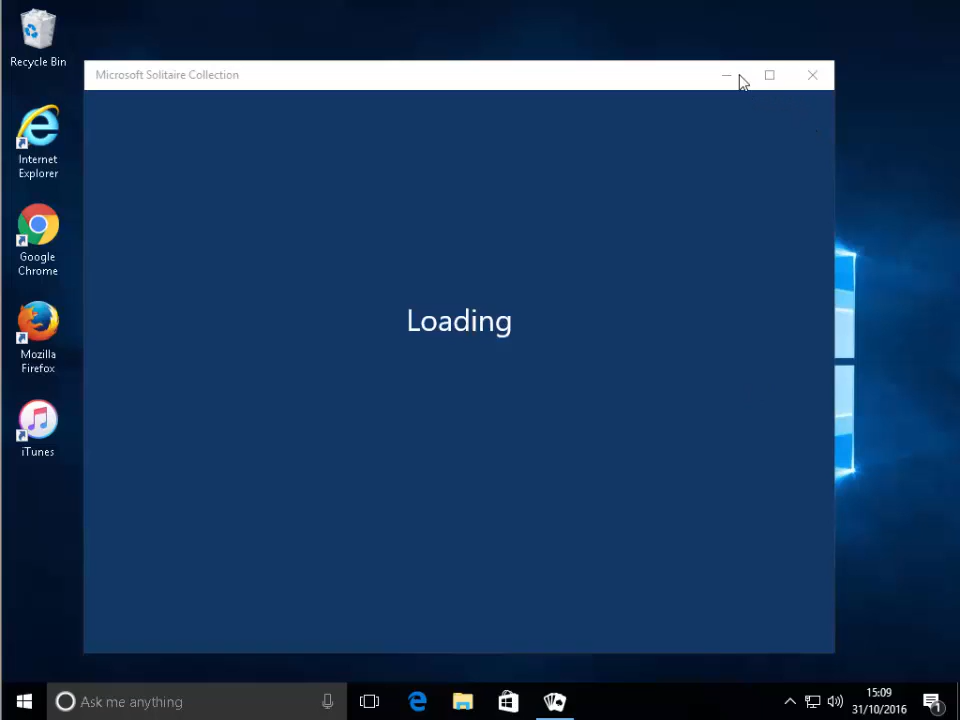 Recycle Bin
Microsoft Solitaire Collection
Internet
Explorer
Google
Chrome
Loading
Mozilla
Firefox
iTunes
Ask me anything
15:09
31/10/2016
1